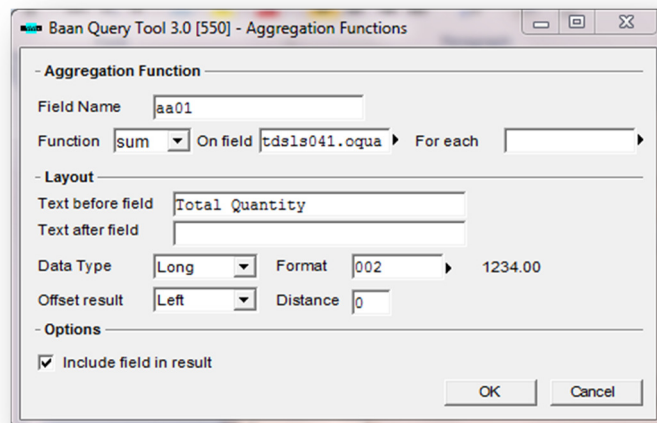 Baan Query Tool 3.0 [550] - Aggregation Functions
Aggregation Function
Field Name aa01
Function sum On field tdsls041.oqua For each
Layout
Text before field Total Quantity
Text after field
Data Type Long Format 002 1234.00
Offset result Left Distance 0
Options
Include field in result
OK Cancel